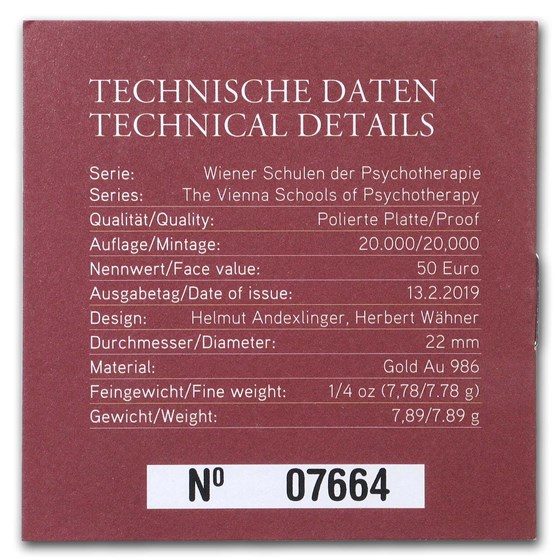 TECHNISCHE DATEN
TECHNICAL DETAILS
Serie: Wiener Schulen der Psychotherapie
Series: The Vienna Schools of Psychotherapy
Qualität/Quality: Polierte Platte/Proof
Auflage/Mintage: 20.000/20,000
Nennwert/Face value: 50 Euro
Ausgabetag/Date of issue: 13.2.2019
Design: Helmut Andexlinger, Herbert Wähner
Durchmesser/Diameter: 22 mm
Material: Gold Au 986
Feingewicht/Fine weight: 1/4 oz (7,78/7.78 g)
Gewicht/Weight: 7,89/7.89 g
Nº 07664